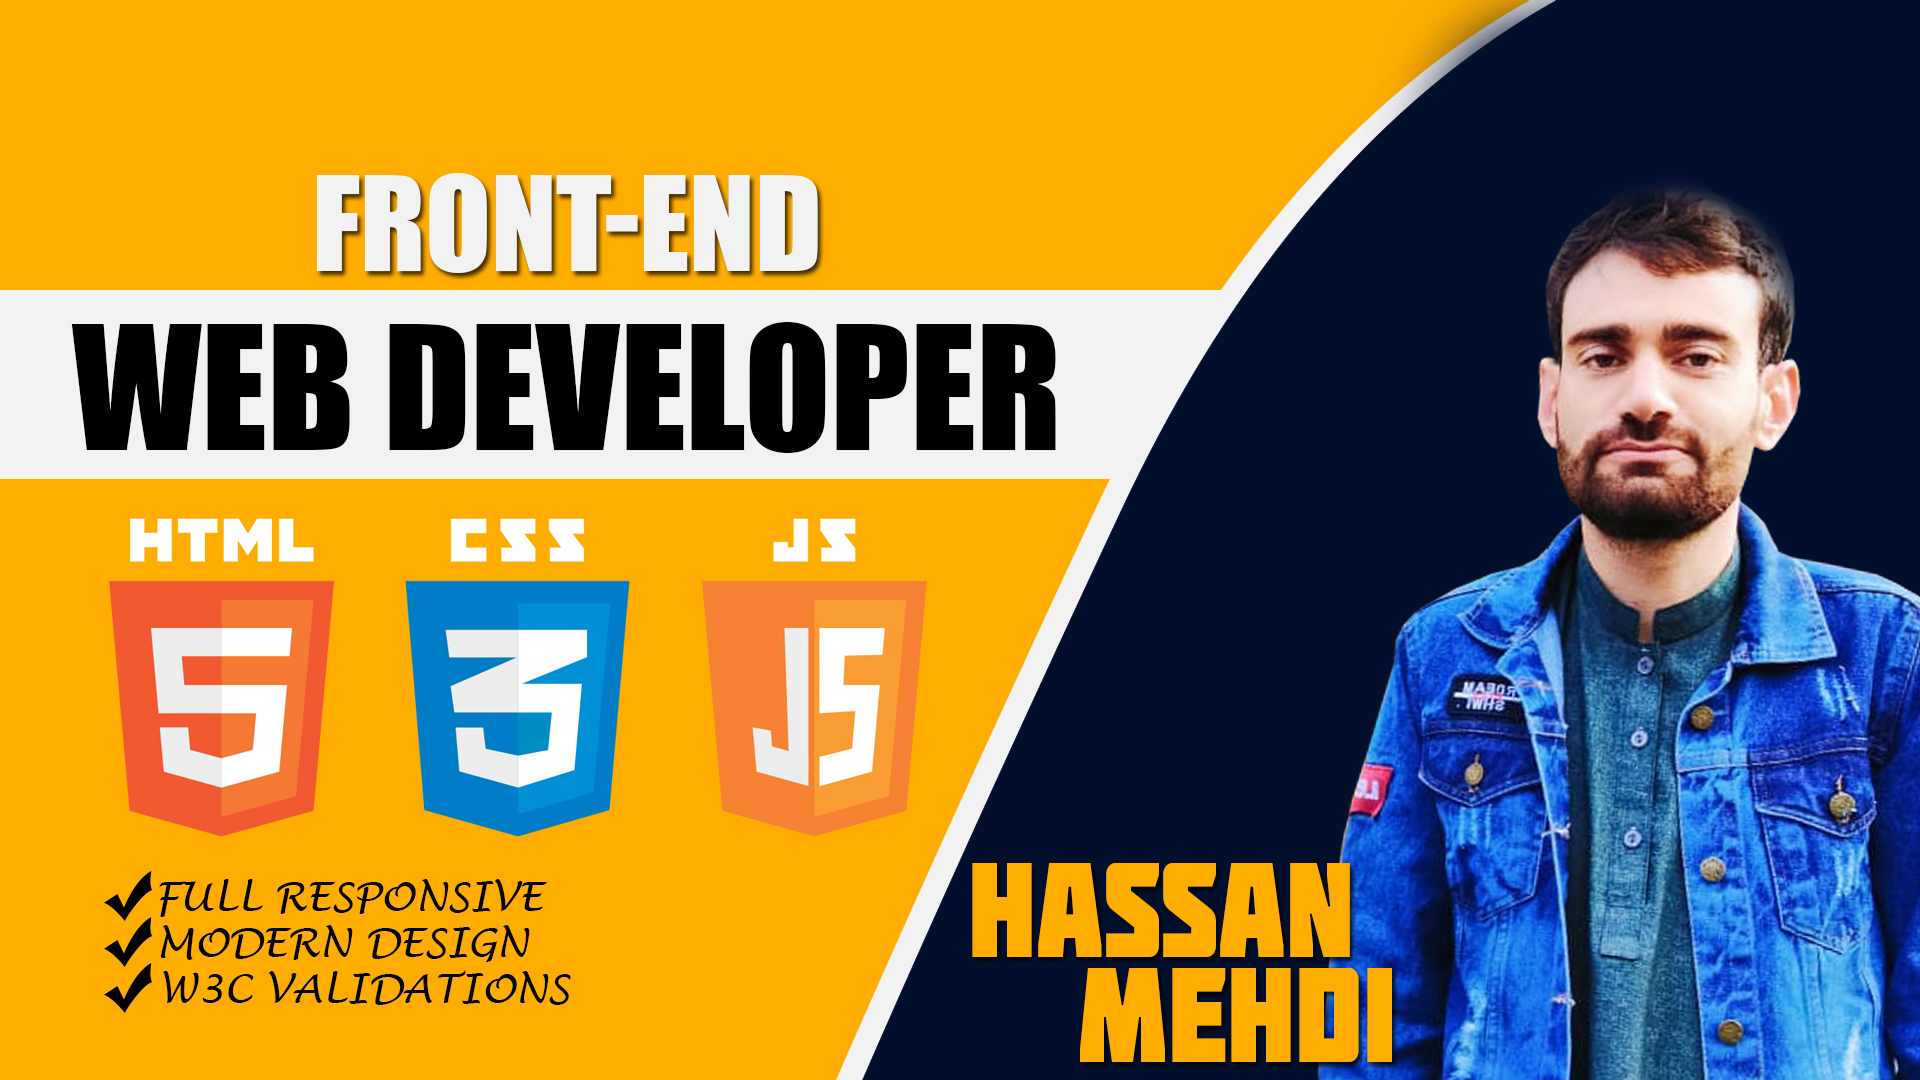 FRONT-END
WEB DEVELOPER
HTML CSS JS
5 3 JS
FULL RESPONSIVE
MODERN DESIGN
W3C VALIDATIONS
HASSAN
MEHDI